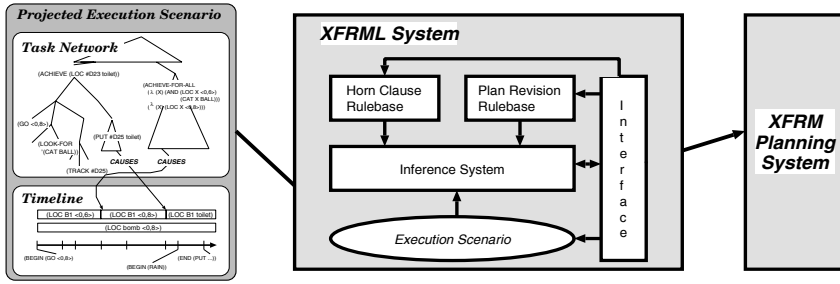 Projected Execution Scenario
Task Network
(ACHIEVE (LOC #D23 toilet))
(ACHIEVE-FOR-ALL
(λ (X) (AND (LOC X <0,6>)
(CAT X BALL)))
(λ (X) (LOC <0,8>)))
(GO <0,8>)
(LOOK-FOR
'(CAT BALL))
(PUT #D25 toilet)
(TRACK #D25)
CAUSES
CAUSES
Timeline
(LOC B1 <0,6>)
(LOC B1 <0,8>)
(LOC B1 toilet)
(LOC bomb <0,8>)
(BEGIN (GO <0,8>)
(BEGIN (RAIN))
(END (PUT ...))
XFRML System
Horn Clause
Rulebase
Plan Revision
Rulebase
Inference System
Execution Scenario
Interface
XFRM
Planning
System